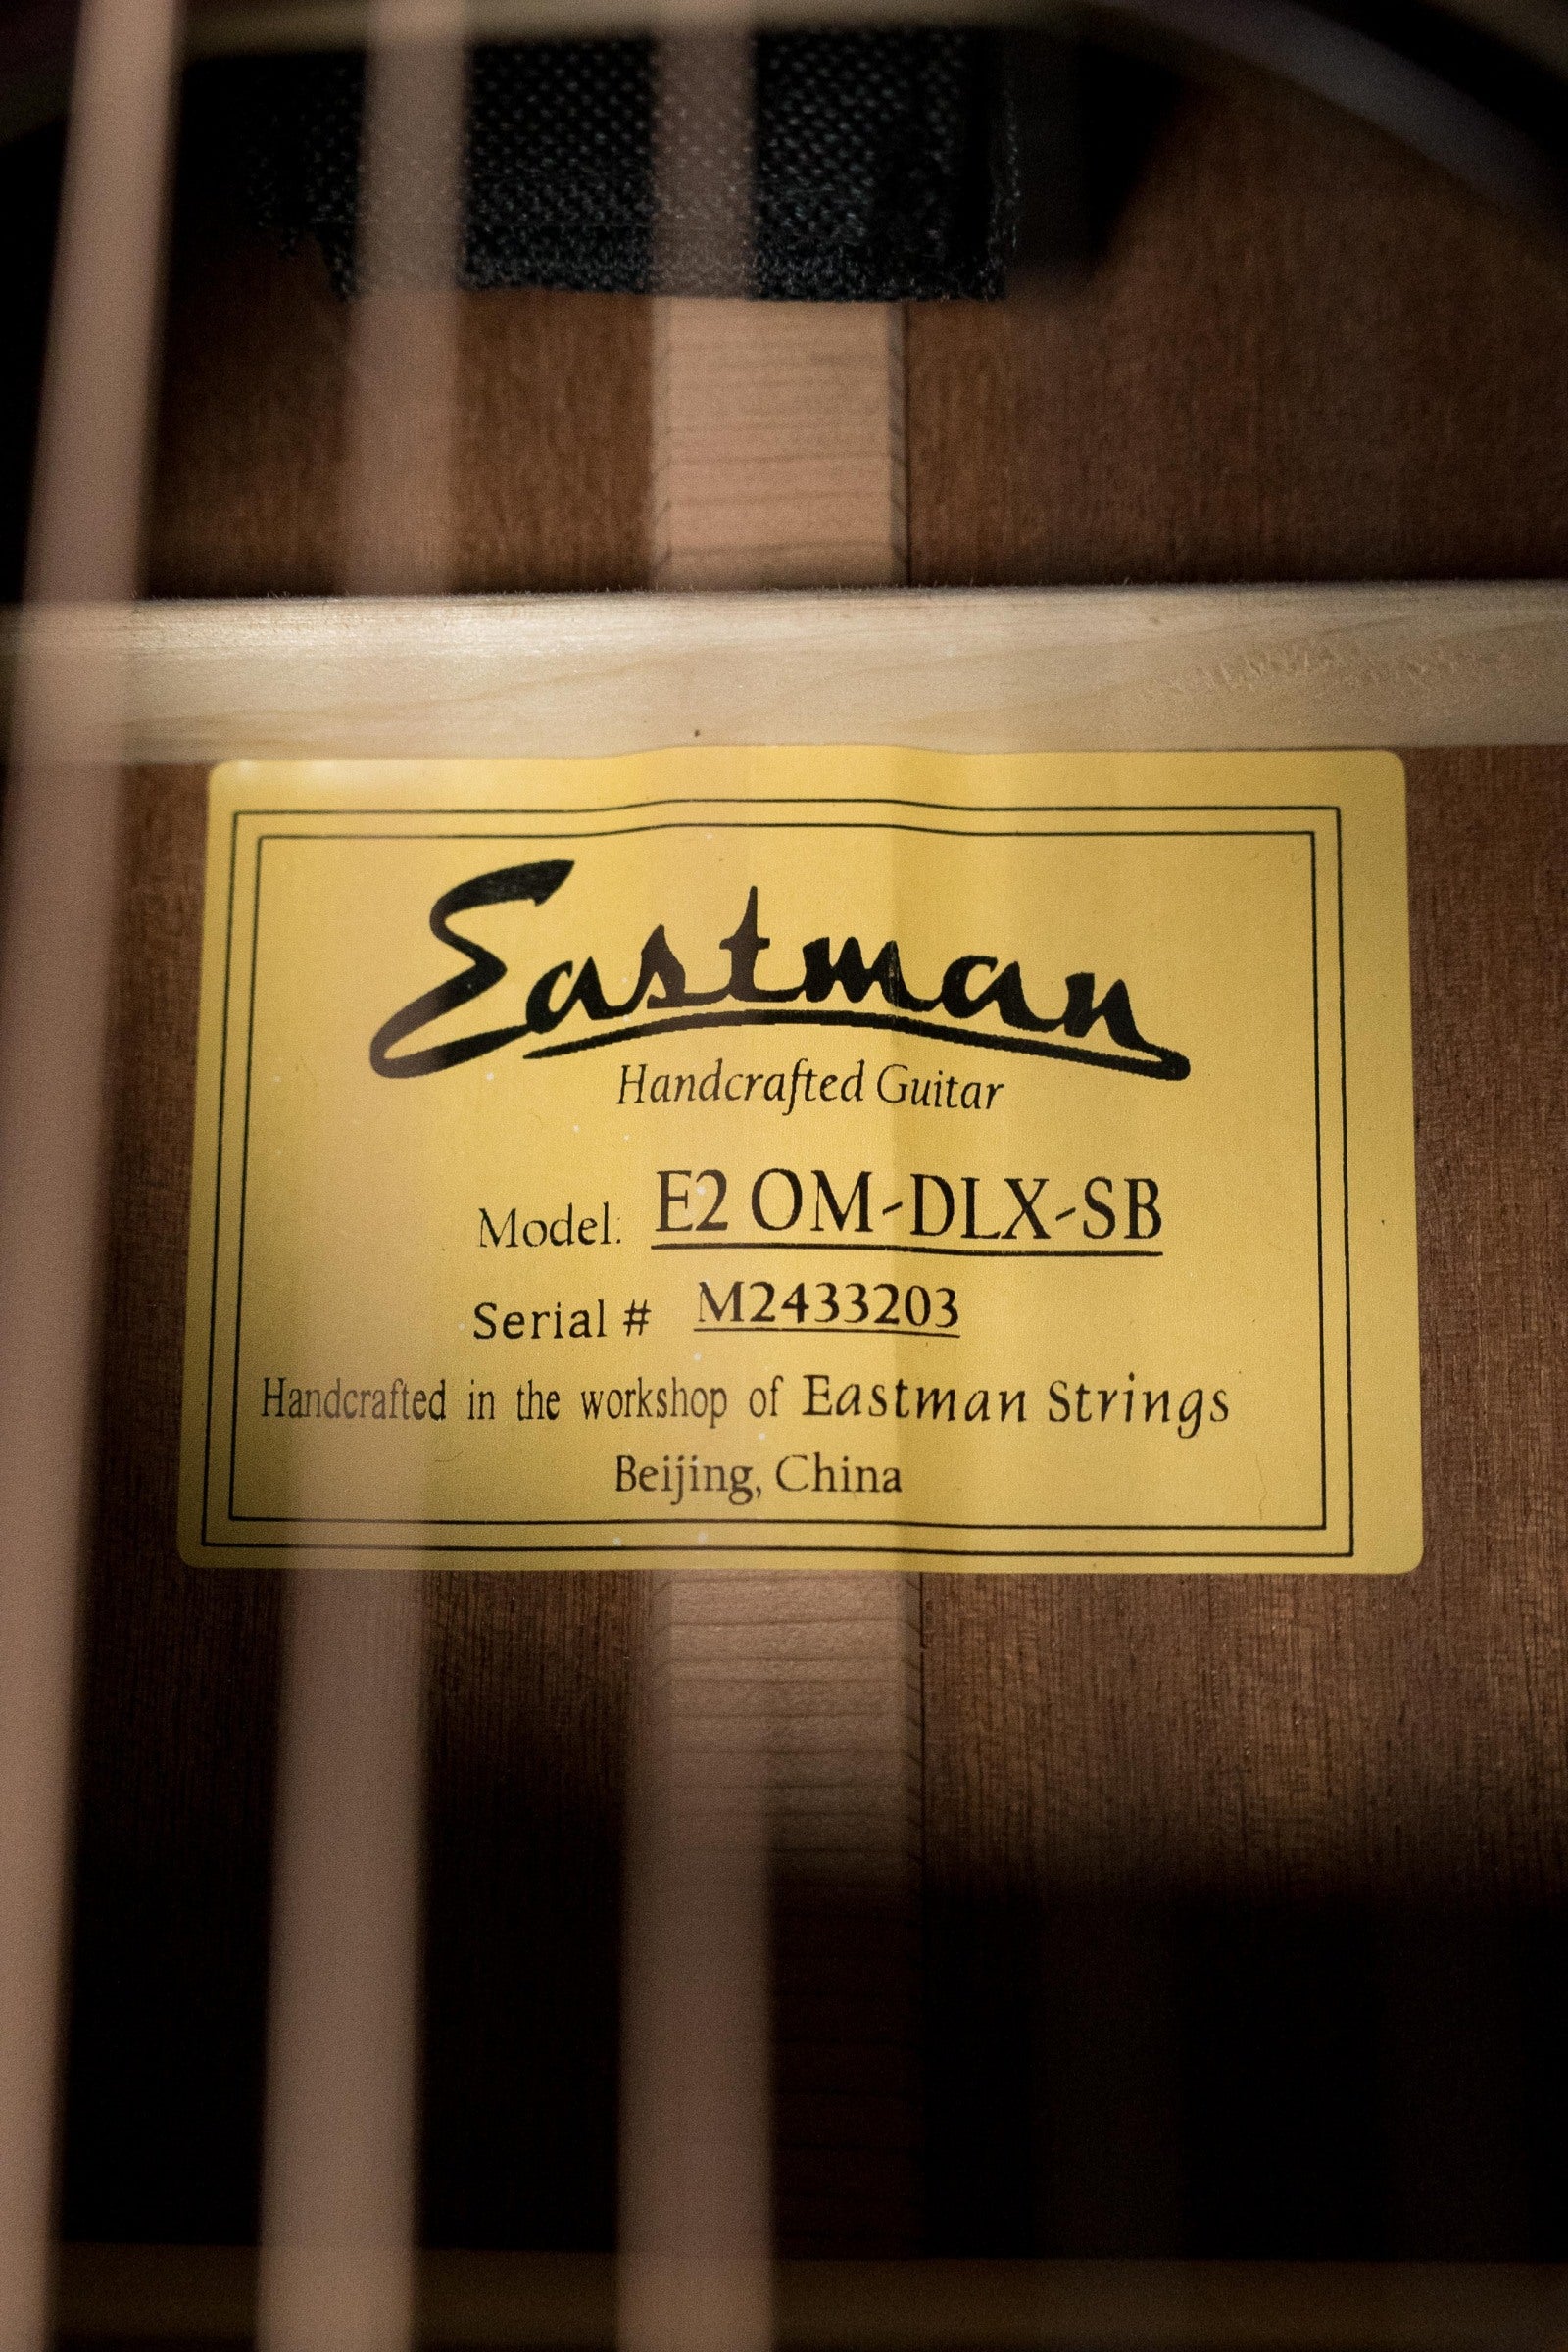 Eastman
Handcrafted Guitar
Model: E2 OM-DLX-SB
Serial # M2433203
Handcrafted in the workshop of Eastman Strings
Beijing, China